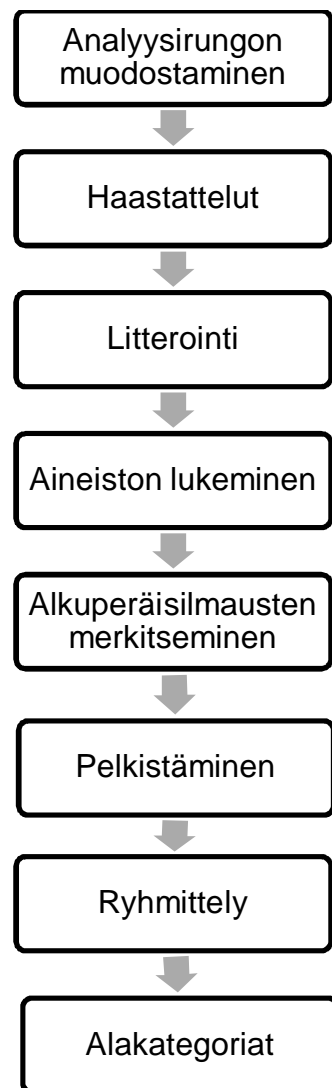 Analyysirungon
muodostaminen
Haastattelut
Litterointi
Aineiston lukeminen
Alkuperäisilmausten
merkitseminen
Pelkistäminen
Ryhmittely
Alakategoriat